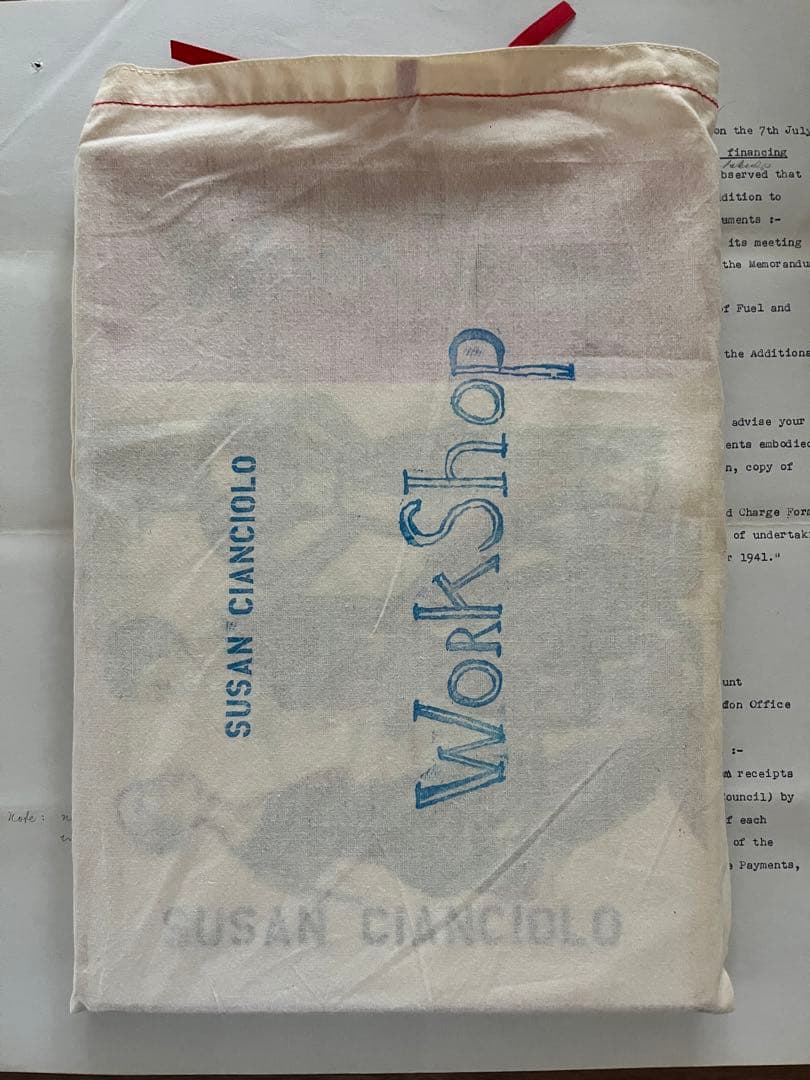 SUSAN CIANCIOLO
WorKShop
SUSAN CIANCIOLO
on the 7th July
financing
bserved that
dition to
uments :-
its meeting
the Memorandu
f Fuel and
the Additiona
advise your
ents embodied
n, copy of
d Charge Form
of undertaki
r 1941."
unt
don Office
:-
receipts
ouncil) by
f each
of the
Payments,
Note: